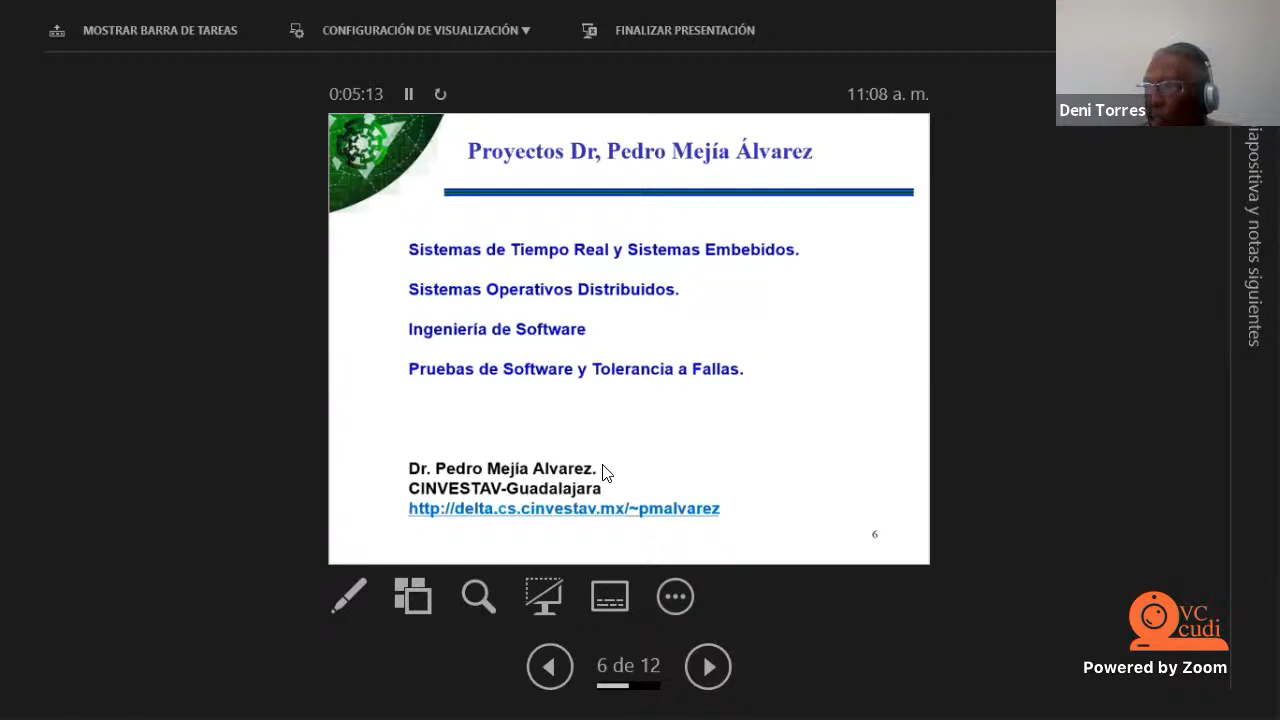 MOSTRAR BARRA DE TAREAS
CONFIGURACIÓN DE VISUALIZACIÓN ▼
FINALIZAR PRESENTACIÓN
Deni Torres
0:05:13
11:08 a. m.
Proyectos Dr, Pedro Mejía Álvarez
Sistemas de Tiempo Real y Sistemas Embebidos.
Sistemas Operativos Distribuidos.
Ingeniería de Software
Pruebas de Software y Tolerancia a Fallas.
Dr. Pedro Mejía Alvarez.
CINVESTAV-Guadalajara
http://delta.cs.cinvestav.mx/~pmalvarez
6
iapositiva y notas siguientes
6 de 12
VC
cudi
Powered by Zoom